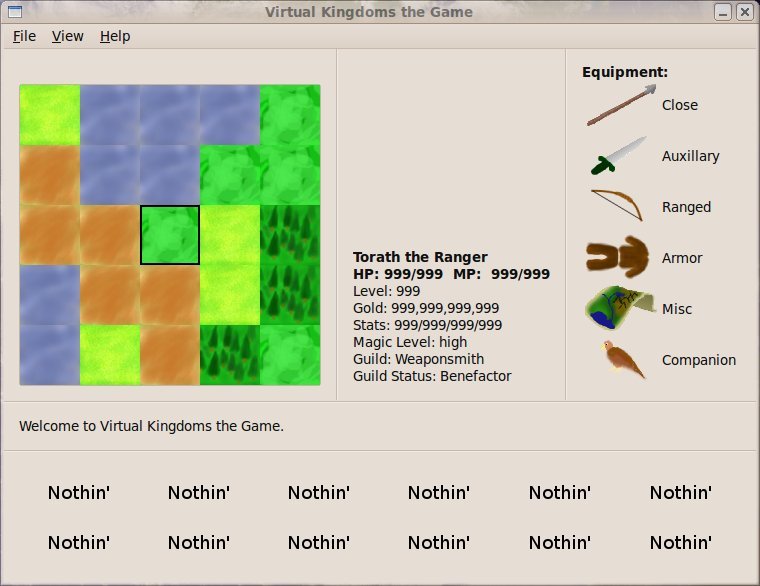 Virtual Kingdoms the Game
File View Help
Equipment:
Close
Auxillary
Ranged
Armor
Misc
Companion
Torath the Ranger
HP: 999/999 MP: 999/999
Level: 999
Gold: 999,999,999,999
Stats: 999/999/999/999
Magic Level: high
Guild: Weaponsmith
Guild Status: Benefactor
Welcome to Virtual Kingdoms the Game.
Nothin' Nothin' Nothin' Nothin' Nothin' Nothin'
Nothin' Nothin' Nothin' Nothin' Nothin' Nothin'